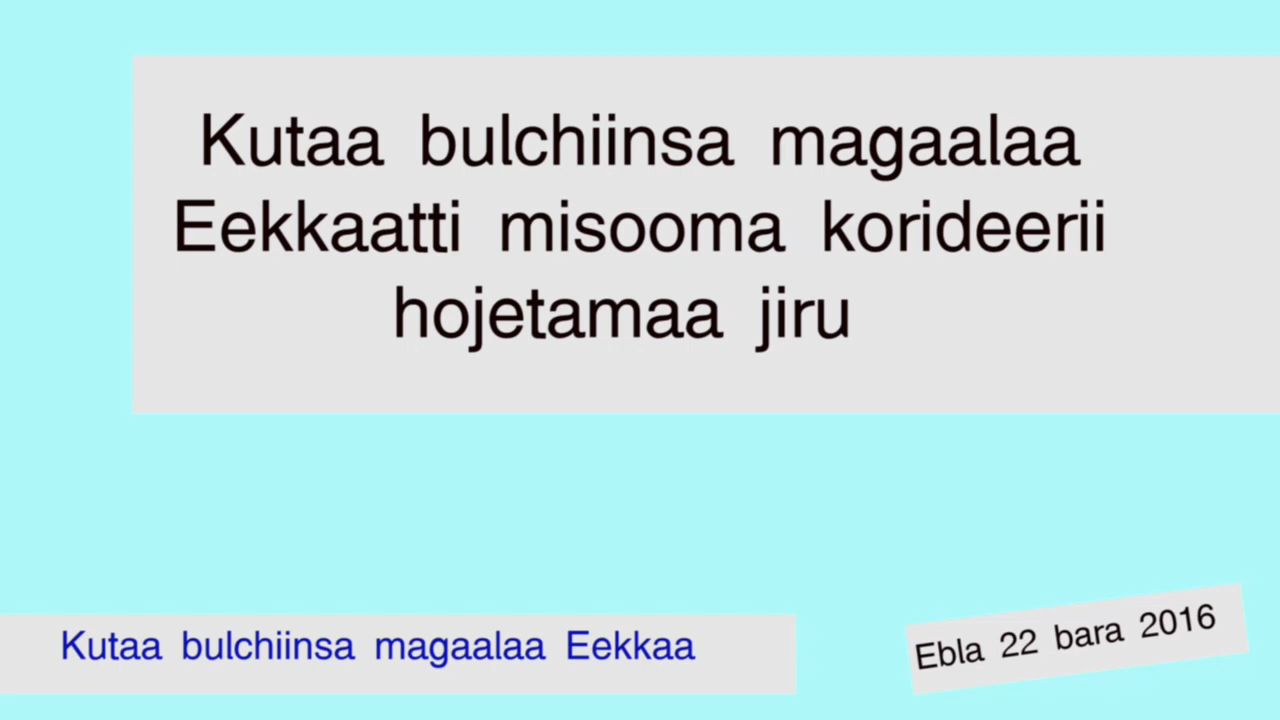 Kutaa bulchiinsa magaalaa
Eekkaatti misooma korideerii
hojetamaa jiru
Kutaa bulchiinsa magaalaa Eekkaa
Ebla 22 bara 2016